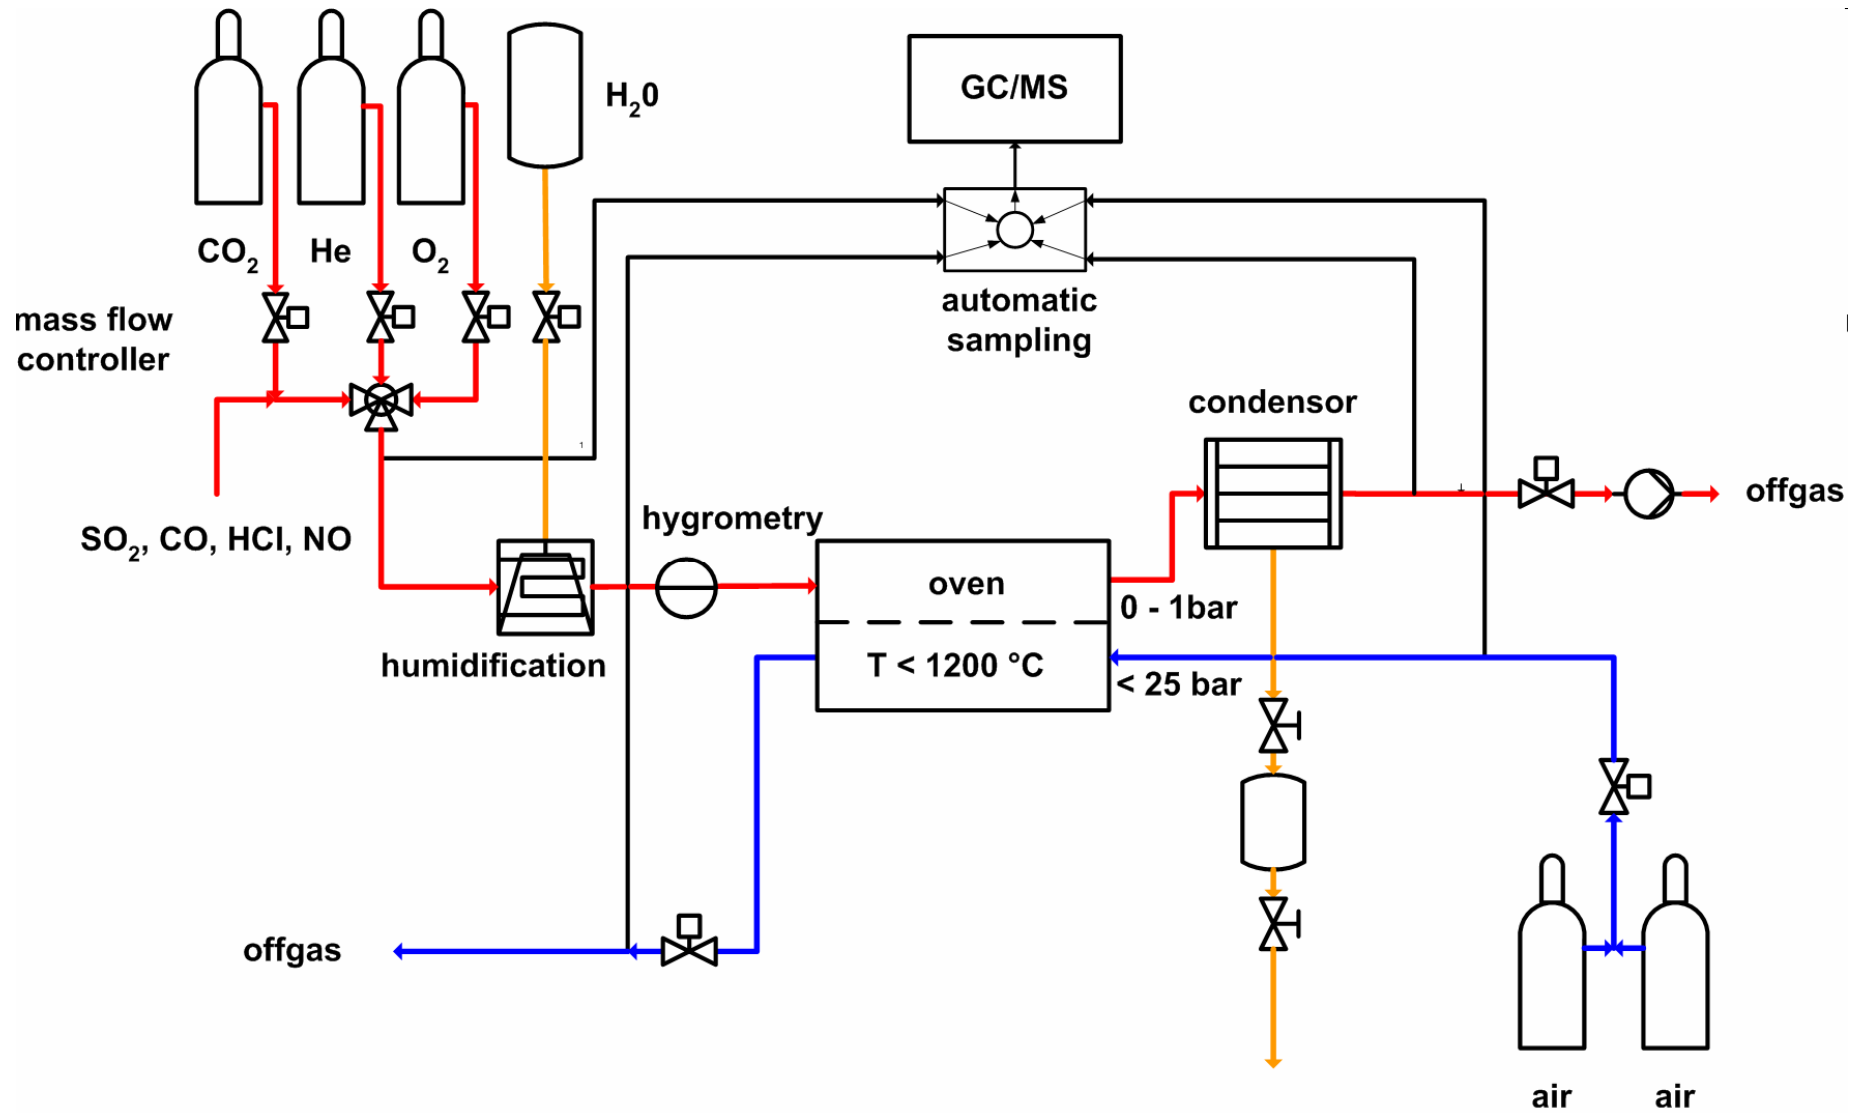 GC/MS
H₂0
CO₂
He
O₂
mass flow
controller
automatic
sampling
condensor
1
offgas
SO₂, CO, HCl, NO
hygrometry
oven
0 - 1bar
humidification
T < 1200 °C
< 25 bar
offgas
air
air